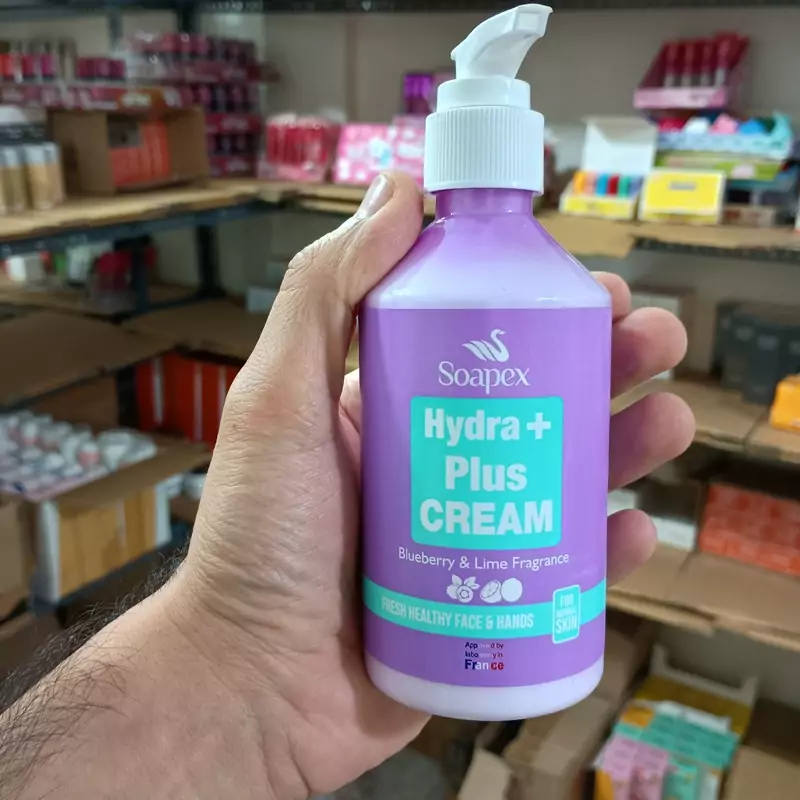 Soapex
Hydra +
Plus
CREAM
Blueberry & Lime Fragrance
FRESH HEALTHY FACE & HANDS
FOR
SKIN
Approved by
laboratory in
France